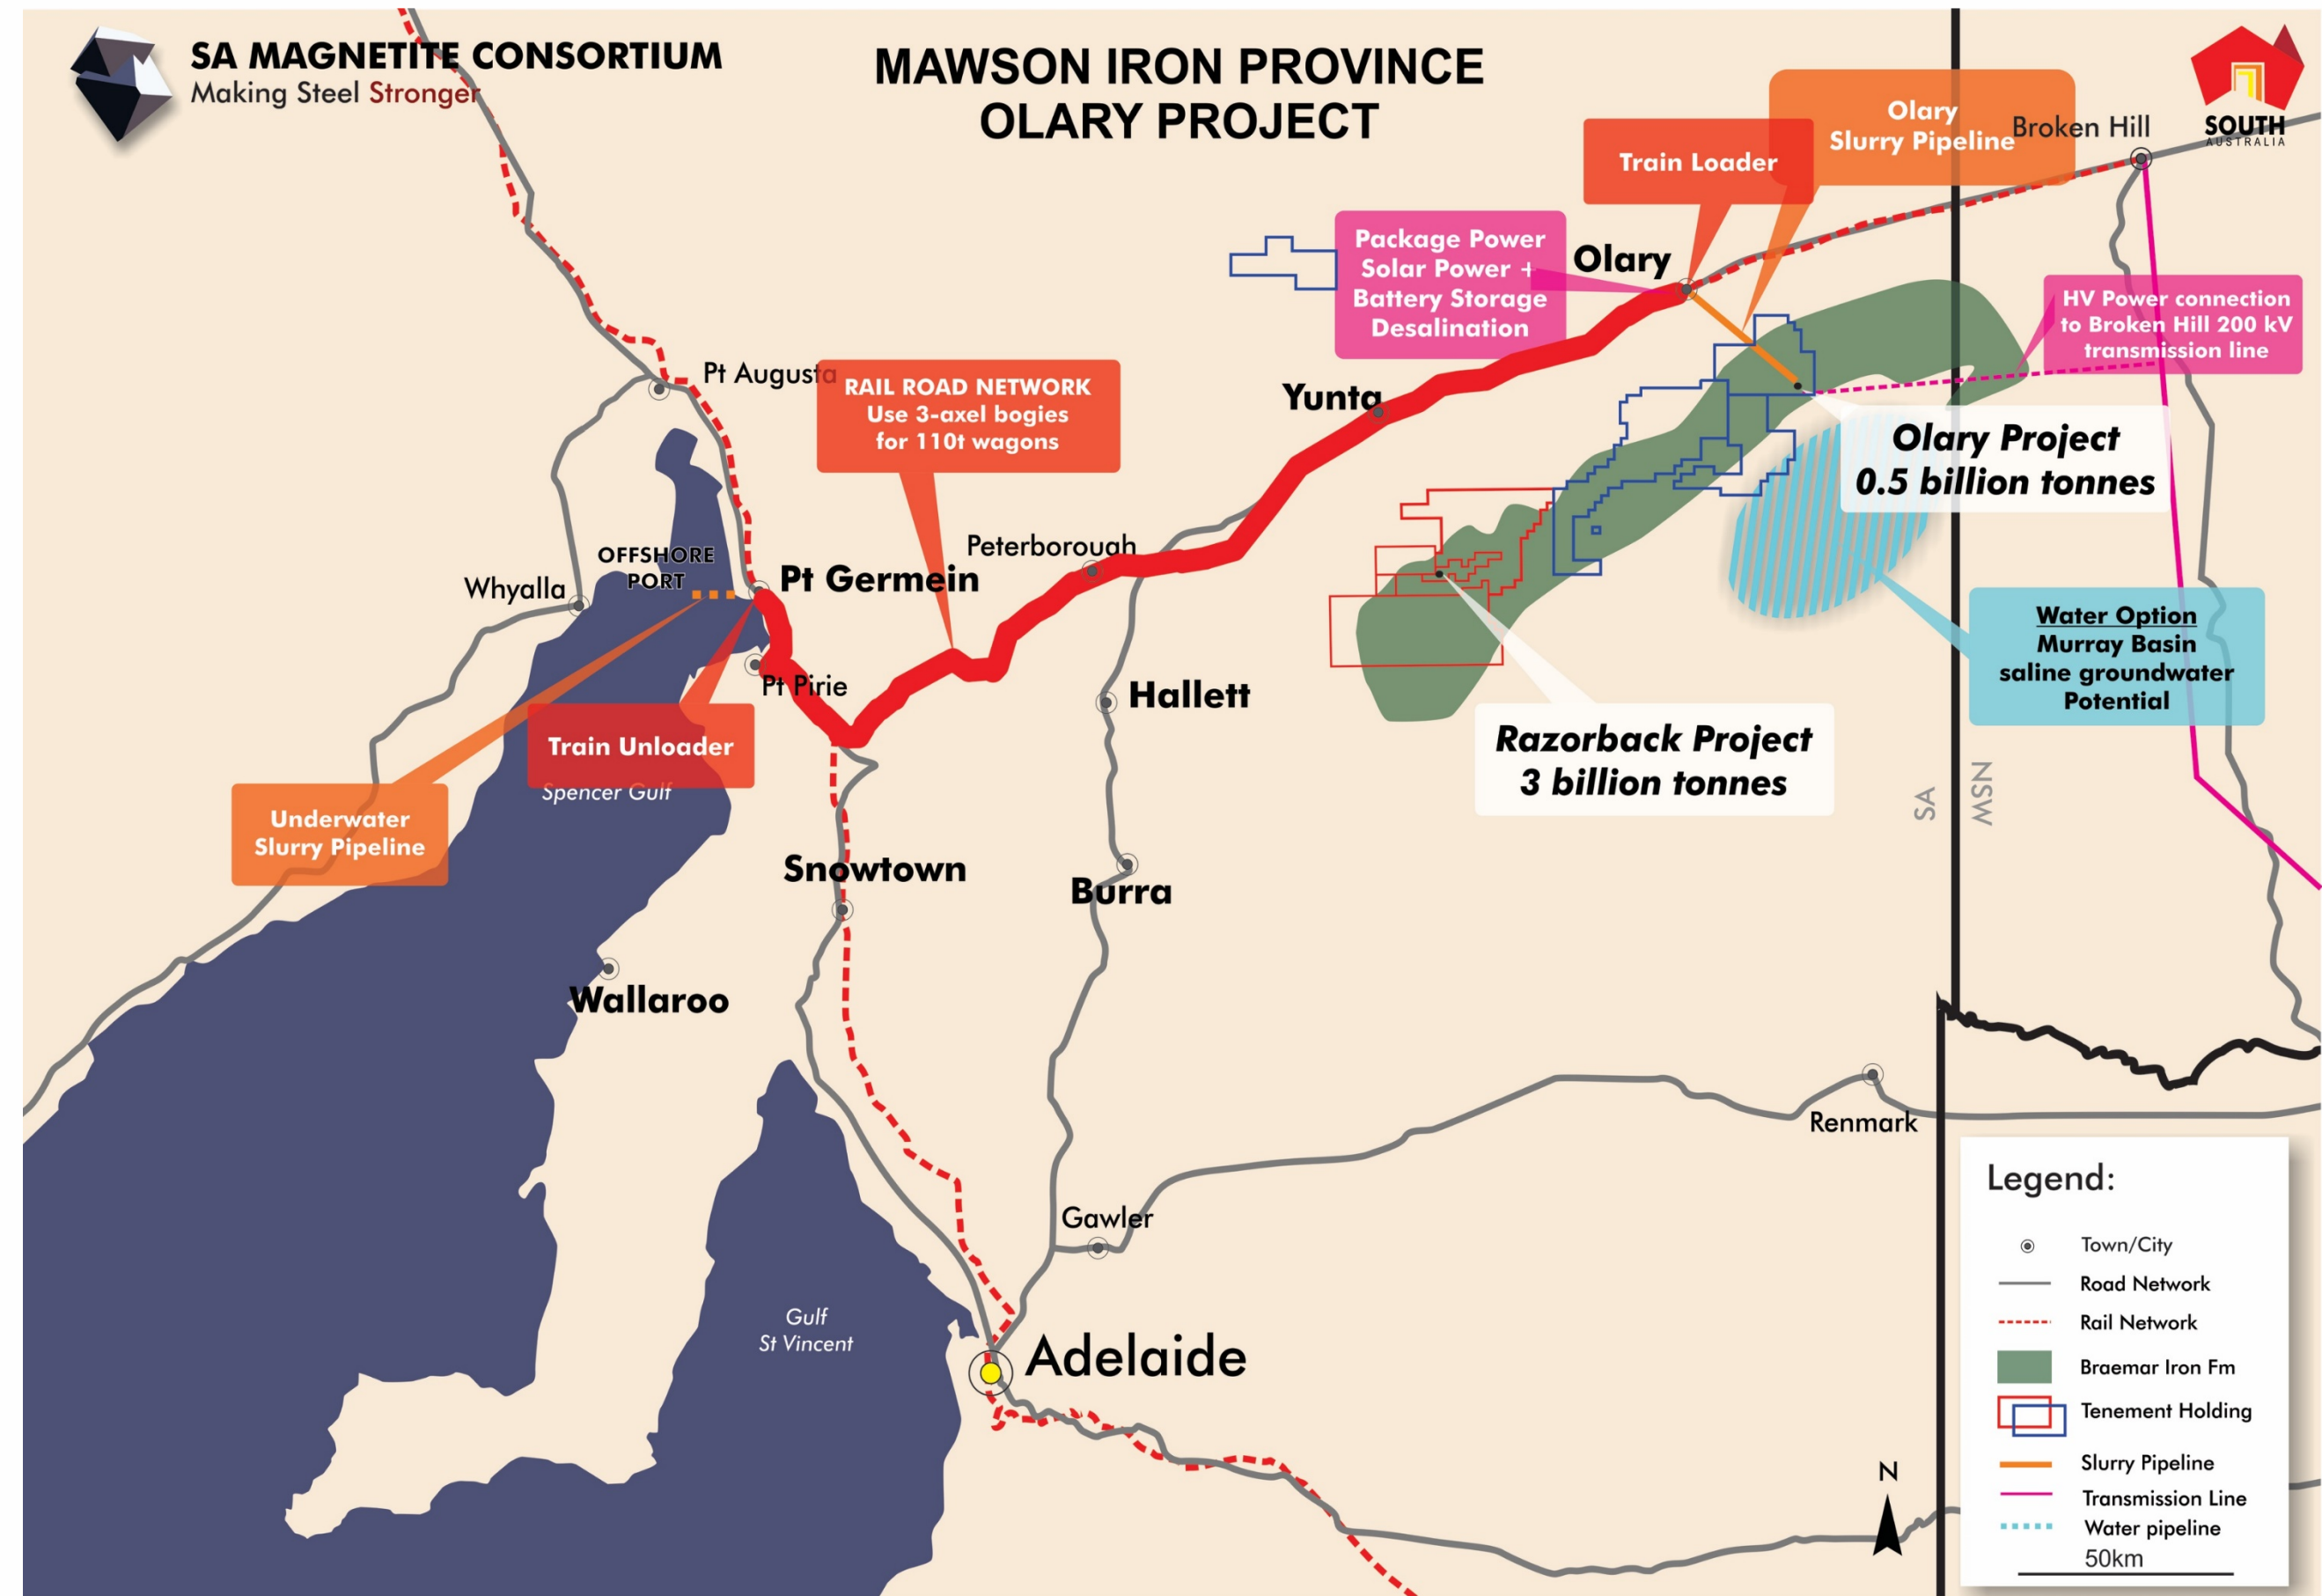 SA MAGNETITE CONSORTIUM
Making Steel Stronger
MAWSON IRON PROVINCE
OLARY PROJECT
SOUTH
AUSTRALIA
Olary
Slurry Pipeline
Broken Hill
Train Loader
Package Power
Solar Power +
Battery Storage
Desalination
Olary
HV Power connection
to Broken Hill 200 kV
transmission line
Pt Augusta
RAIL ROAD NETWORK
Use 3-axel bogies
for 110t wagons
Yunta
Olary Project
0.5 billion tonnes
OFFSHORE
PORT
Peterborough
Whyalla
Pt Germein
Water Option
Murray Basin
saline groundwater
Potential
Pt Pirie
Hallett
Train Unloader
Spencer Gulf
Razorback Project
3 billion tonnes
SA
NSW
Underwater
Slurry Pipeline
Snowtown
Burra
Wallaroo
Renmark
Gawler
Gulf
St Vincent
Adelaide
N
Legend:
Town/City
Road Network
Rail Network
Braemar Iron Fm
Tenement Holding
Slurry Pipeline
Transmission Line
Water pipeline
50km